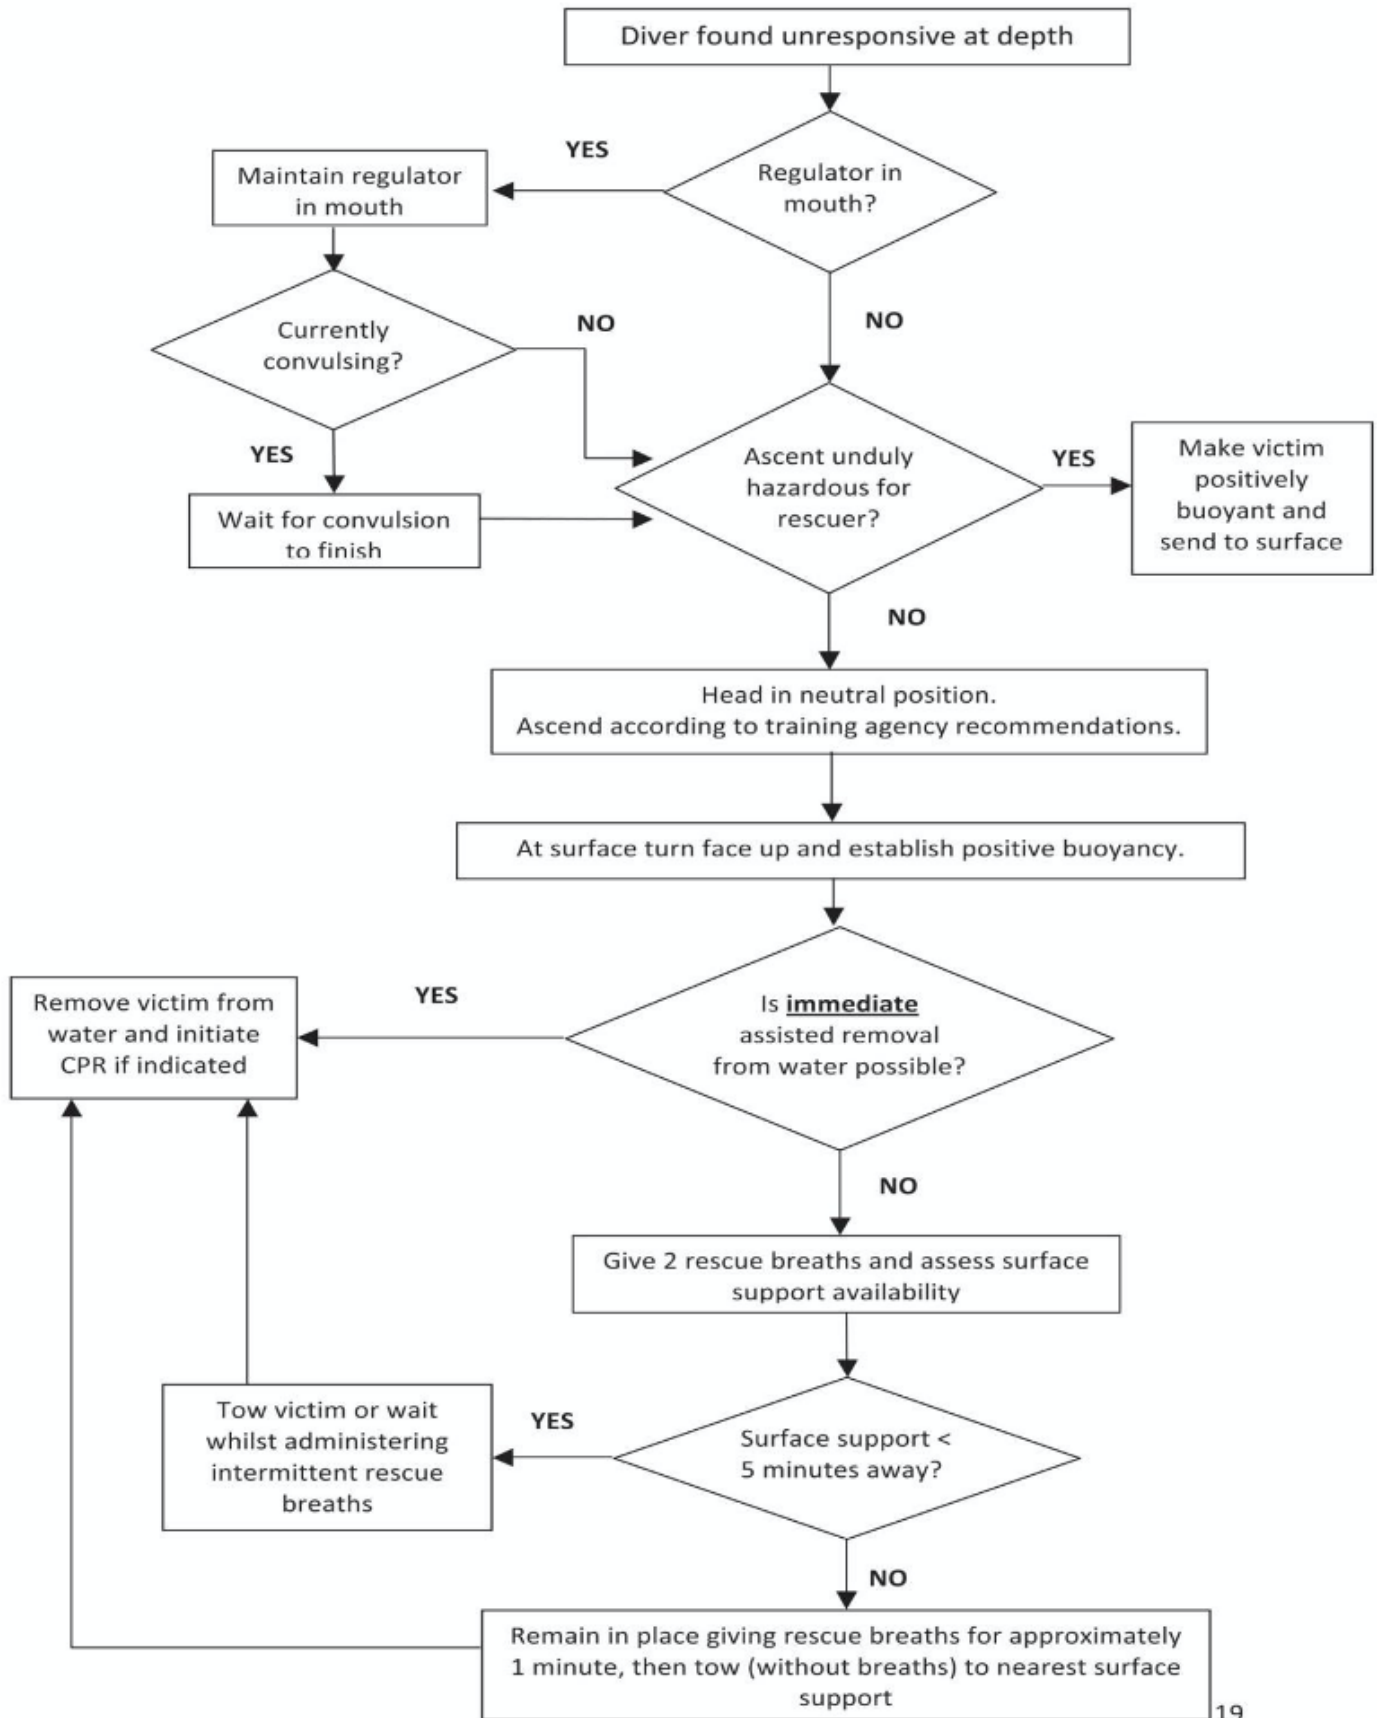 Diver found unresponsive at depth
YES
Regulator in
mouth?
Maintain regulator
in mouth
NO
Currently
convulsing?
NO
YES
Wait for convulsion
to finish
Ascent unduly
hazardous for
rescuer?
YES
Make victim
positively
buoyant and
send to surface
NO
Head in neutral position.
Ascend according to training agency recommendations.
At surface turn face up and establish positive buoyancy.
Is immediate
assisted removal
from water possible?
YES
Remove victim from
water and initiate
CPR if indicated
NO
Give 2 rescue breaths and assess surface
support availability
Surface support <
5 minutes away?
YES
Tow victim or wait
whilst administering
intermittent rescue
breaths
NO
Remain in place giving rescue breaths for approximately
1 minute, then tow (without breaths) to nearest surface
support
19